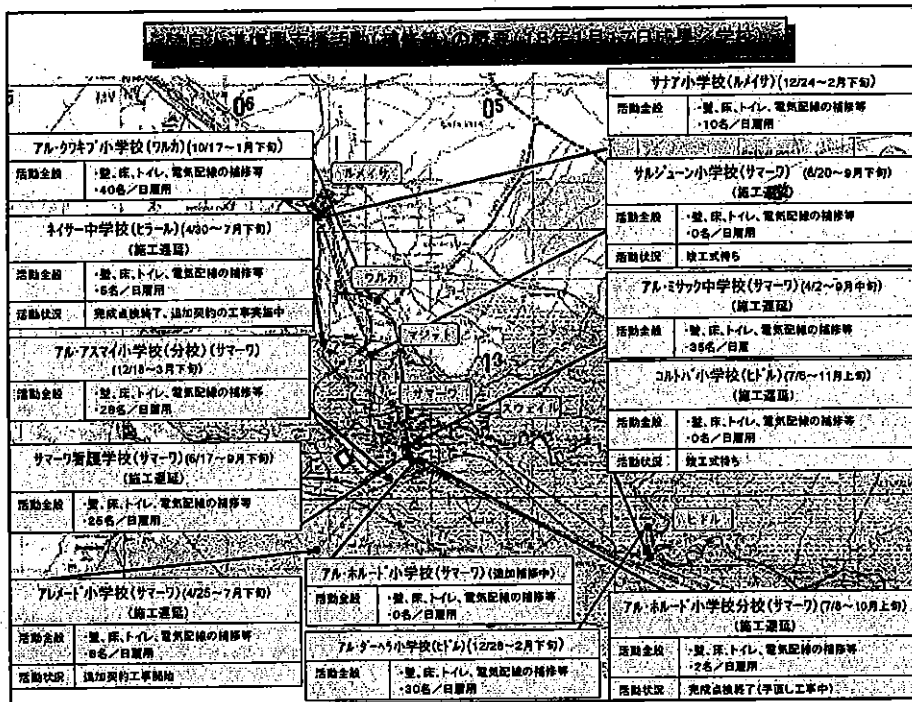 の概要(18年1月17日成果:学校)
06
05
13
アル・クワキブ小学校(ワルカ)(10/17~1月下旬)
活動全般
・壁、床、トイレ、電気配線の補修等
・40名/日雇用
ネイサー中学校(ヒラール)(4/30~7月下旬)
(施工遅延)
活動全般
・壁、床、トイレ、電気配線の補修等
・5名/日雇用
活動状況
完成点検終了、追加契約の工事実施中
アル・アスマイ小学校(分校)(サマーワ)
(12/18~3月下旬)
活動全般
・壁、床、トイレ、電気配線の補修等
・28名/日雇用
サマーワ看護学校(サマーワ)(6/17~9月下旬)
(施工遅延)
活動全般
・壁、床、トイレ、電気配線の補修等
・25名/日雇用
アレメード小学校(サマーワ)(4/25~7月下旬)
(施工遅延)
活動全般
・壁、床、トイレ、電気配線の補修等
・6名/日雇用
活動状況
追加契約工事開始
ルメイサ
ワルカ
マジッド
サマーワ
スウェイル
ヒドル
アル・ホルード小学校(サマーワ)(追加補修中)
活動全般
・壁、床、トイレ、電気配線の補修等
・0名/日雇用
アル・ダーヘラ小学校(ヒドル)(12/28~2月下旬)
活動全般
・壁、床、トイレ、電気配線の補修等
・30名/日雇用
サナア小学校(ルメイサ)(12/24~2月下旬)
活動全般
・壁、床、トイレ、電気配線の補修等
・10名/日雇用
サルジューン小学校(サマーワ)(6/20~9月下旬)
(施工遅延)
活動全般
・壁、床、トイレ、電気配線の補修等
・0名/日雇用
活動状況
竣工式待ち
アル・ミサック中学校(サマーワ)(4/2~9月中旬)
(施工遅延)
活動全般
・壁、床、トイレ、電気配線の補修等
・35名/日雇
コルトバ小学校(ヒドル)(7/5~11月上旬)
(施工遅延)
活動全般
・壁、床、トイレ、電気配線の補修等
・0名/日雇用
活動状況
竣工式待ち
アル・ホルード小学校分校(サマーワ)(7/6~10月上旬)
(施工遅延)
活動全般
・壁、床、トイレ、電気配線の補修等
・2名/日雇用
活動状況
完成点検終了(手直し工事中)